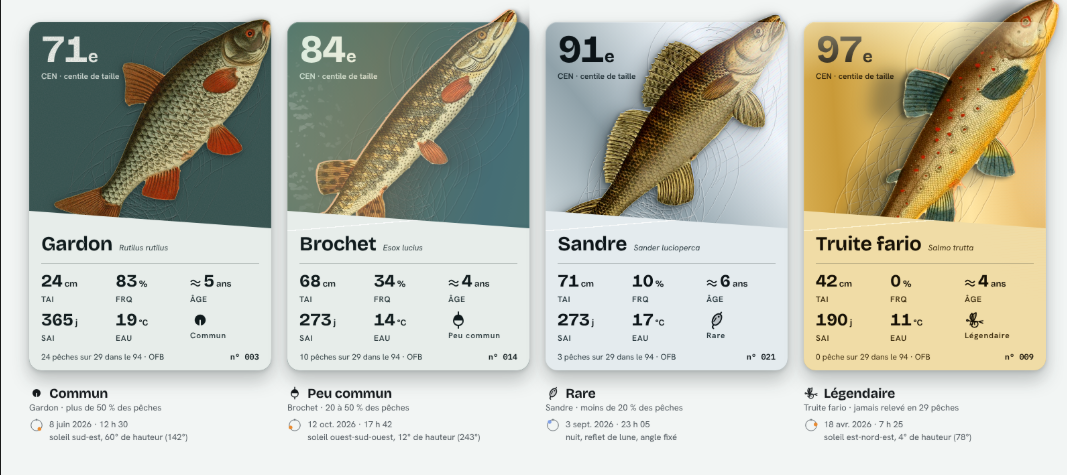 71e
CEN · centile de taille
Gardon Rutilus rutilus
24 cm 83 % ≈ 5 ans
TAI FRQ ÂGE
365 j 19 °C Commun
SAI EAU
24 pêches sur 29 dans le 94 · OFB n° 003
Commun
Gardon · plus de 50 % des pêches
8 juin 2026 · 12 h 30
soleil sud-est, 60° de hauteur (142°)
84e
CEN · centile de taille
Brochet Esox lucius
68 cm 34 % ≈ 5 ans
TAI FRQ ÂGE
273 j 14 °C Peu commun
SAI EAU
10 pêches sur 29 dans le 94 · OFB n° 014
Peu commun
Brochet · 20 à 50 % des pêches
12 oct. 2026 · 17 h 42
soleil ouest-sud-ouest, 12° de hauteur (243°)
91e
CEN · centile de taille
Sandre Sander lucioperca
71 cm 10 % ≈ 6 ans
TAI FRQ ÂGE
273 j 17 °C Rare
SAI EAU
3 pêches sur 29 dans le 94 · OFB n° 021
Rare
Sandre · moins de 20 % des pêches
3 sept. 2026 · 23 h 05
nuit, reflet de lune, angle fixé
97e
CEN · centile de taille
Truite fario Salmo trutta
42 cm 0 % ≈ 4 ans
TAI FRQ ÂGE
190 j 11 °C Légendaire
SAI EAU
0 pêche sur 29 dans le 94 · OFB n° 009
Légendaire
Truite fario · jamais relevé en 29 pêches
18 avr. 2026 · 7 h 25
soleil est-nord-est, 4° de hauteur (78°)